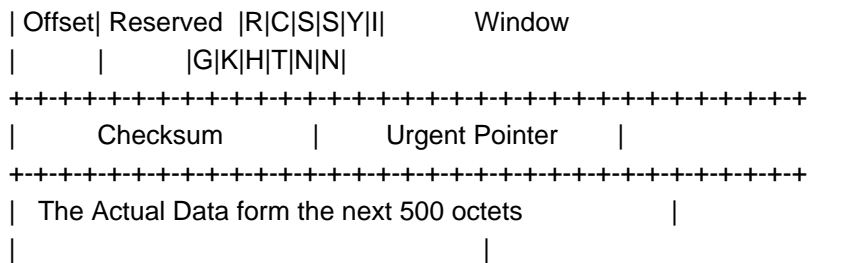 | Offset| Reserved |R|C|S|S|Y|I| Window
| | |G|K|H|T|N|N|
+-+-+-+-+-+-+-+-+-+-+-+-+-+-+-+-+-+-+-+-+-+-+-+-+-+-+-+-+-+-+-+-+
| Checksum | Urgent Pointer |
+-+-+-+-+-+-+-+-+-+-+-+-+-+-+-+-+-+-+-+-+-+-+-+-+-+-+-+-+-+-+-+-+
| The Actual Data form the next 500 octets |
| |